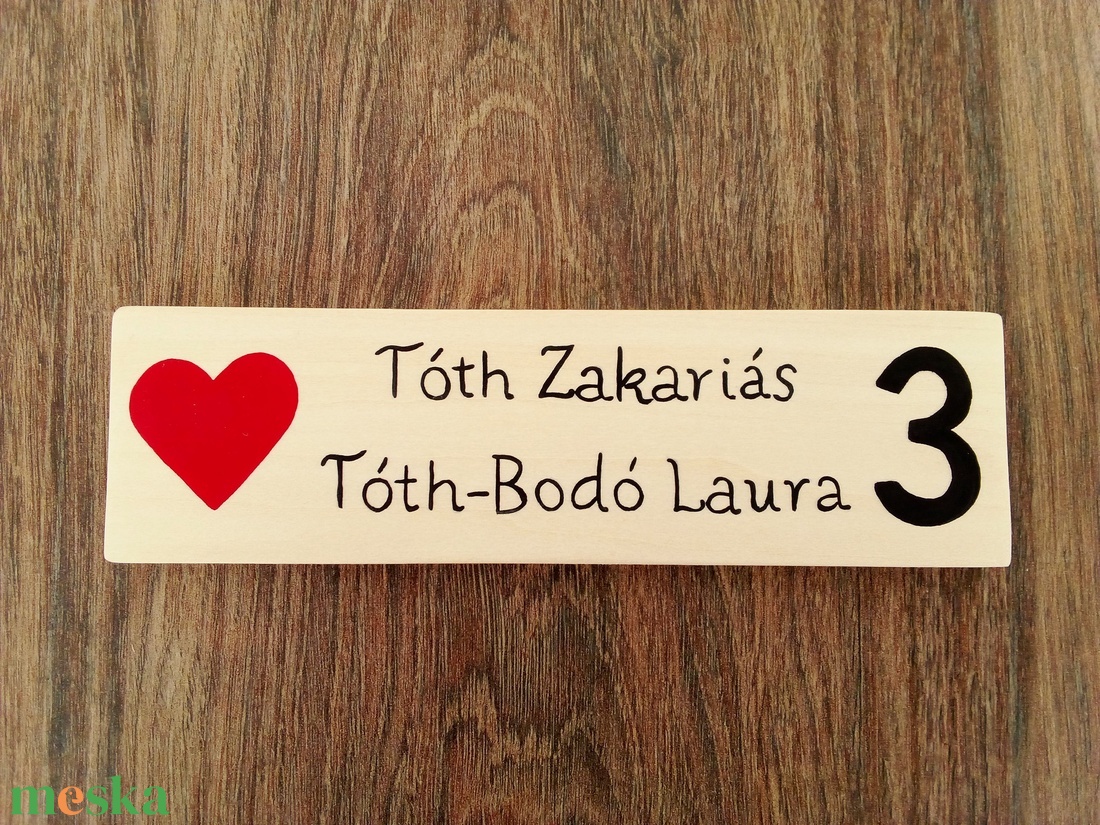 Tóth Zakariás
Tóth-Bodó Laura
3
meska